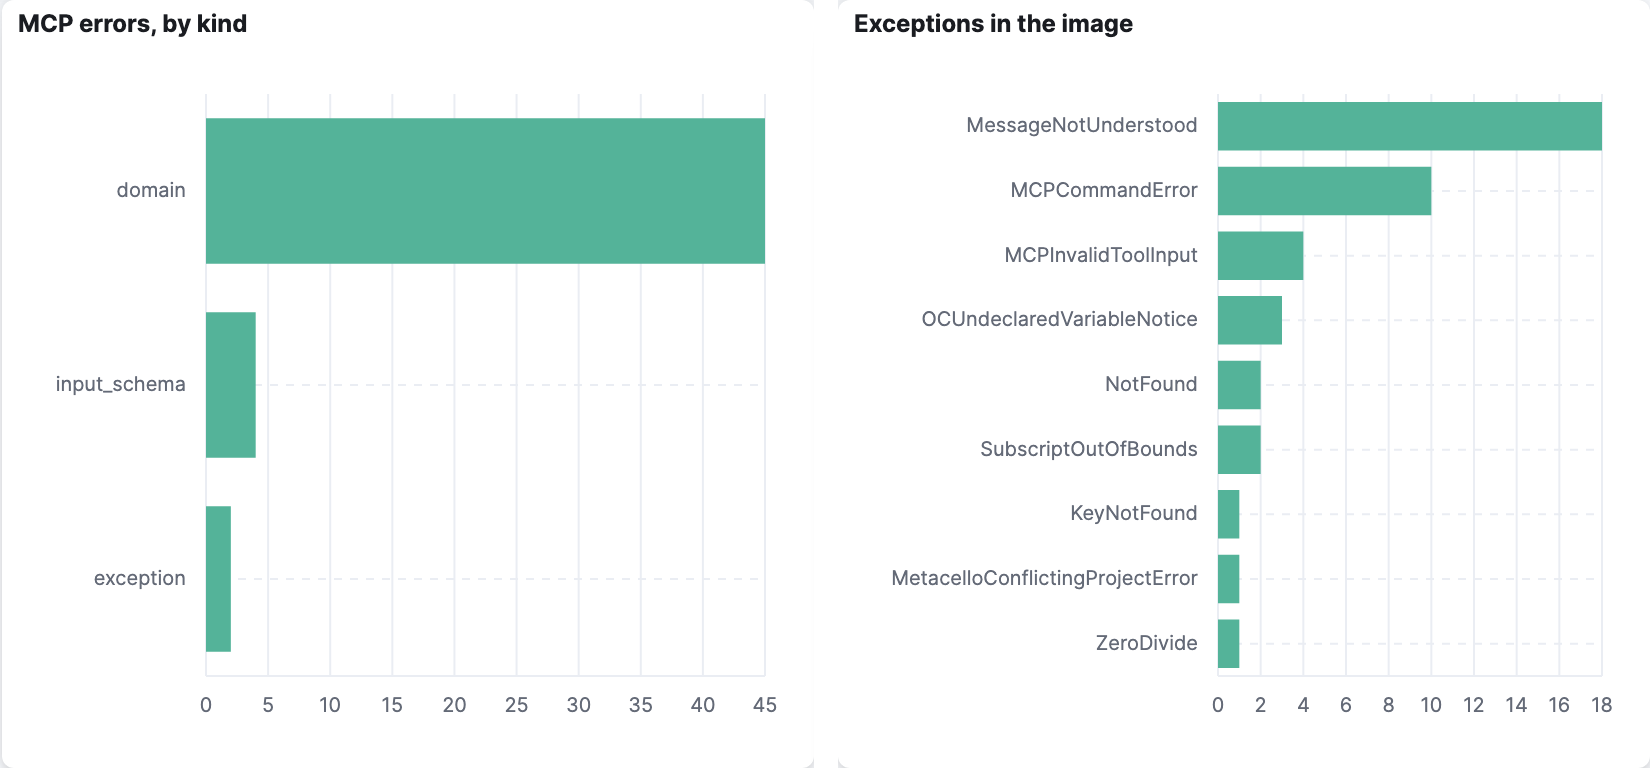 MCP errors, by kind
domain
input_schema
exception
0 5 10 15 20 25 30 35 40 45
Exceptions in the image
MessageNotUnderstood
MCPCommandError
MCPInvalidToolInput
OCUndeclaredVariableNotice
NotFound
SubscriptOutOfBounds
KeyNotFound
MetacelloConflictingProjectError
ZeroDivide
0 2 4 6 8 10 12 14 16 18